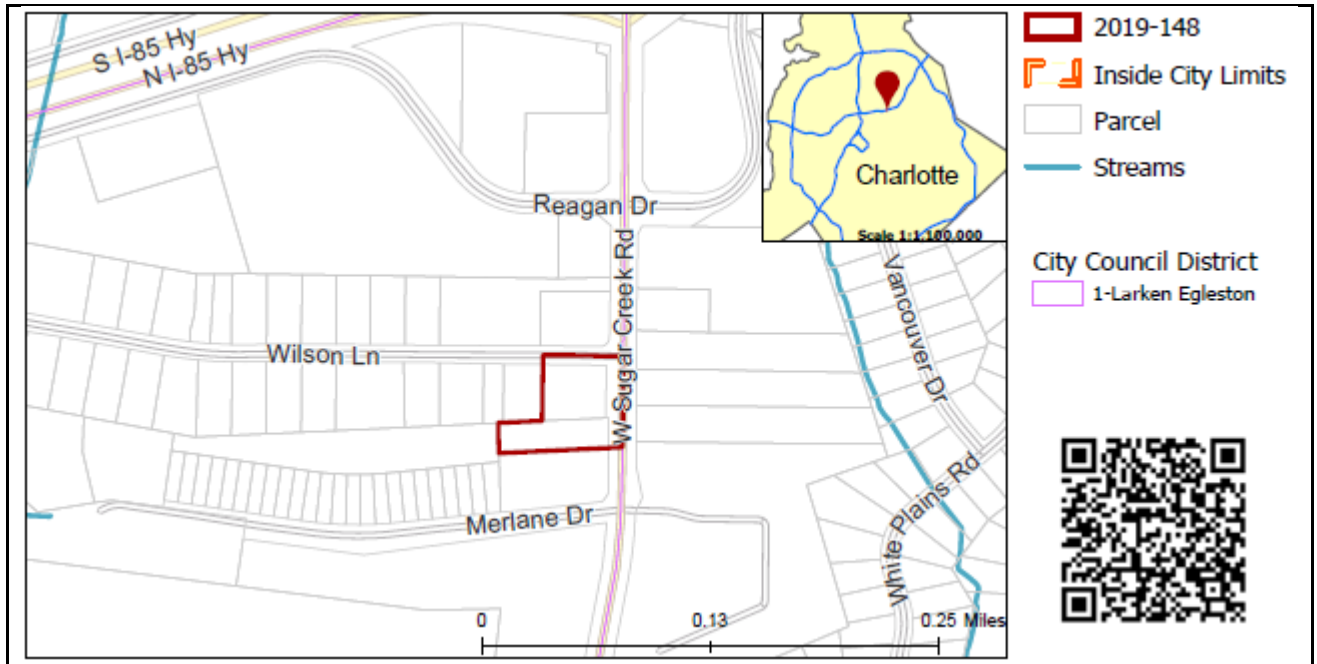 S I-85 Hy
N I-85 Hy
Reagan Dr
W Sugar Creek Rd
Wilson Ln
Merlane Dr
Vancouver Dr
White Plains Rd
0 0.13 0.25 Miles
Charlotte
Scale 1:1,100,000
2019-148
Inside City Limits
Parcel
Streams
City Council District
1-Larken Egleston